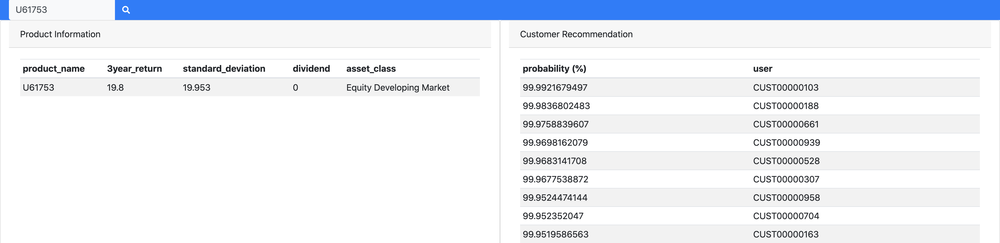 U61753
Product Information
product_name 3year_return standard_deviation dividend asset_class
U61753 19.8 19.953 0 Equity Developing Market
Customer Recommendation
probability (%) user
99.9921679497 CUST00000103
99.9836802483 CUST00000188
99.9758839607 CUST00000661
99.9698162079 CUST00000939
99.9683141708 CUST00000528
99.9677538872 CUST00000307
99.9524474144 CUST00000958
99.952352047 CUST00000704
99.9519586563 CUST00000163